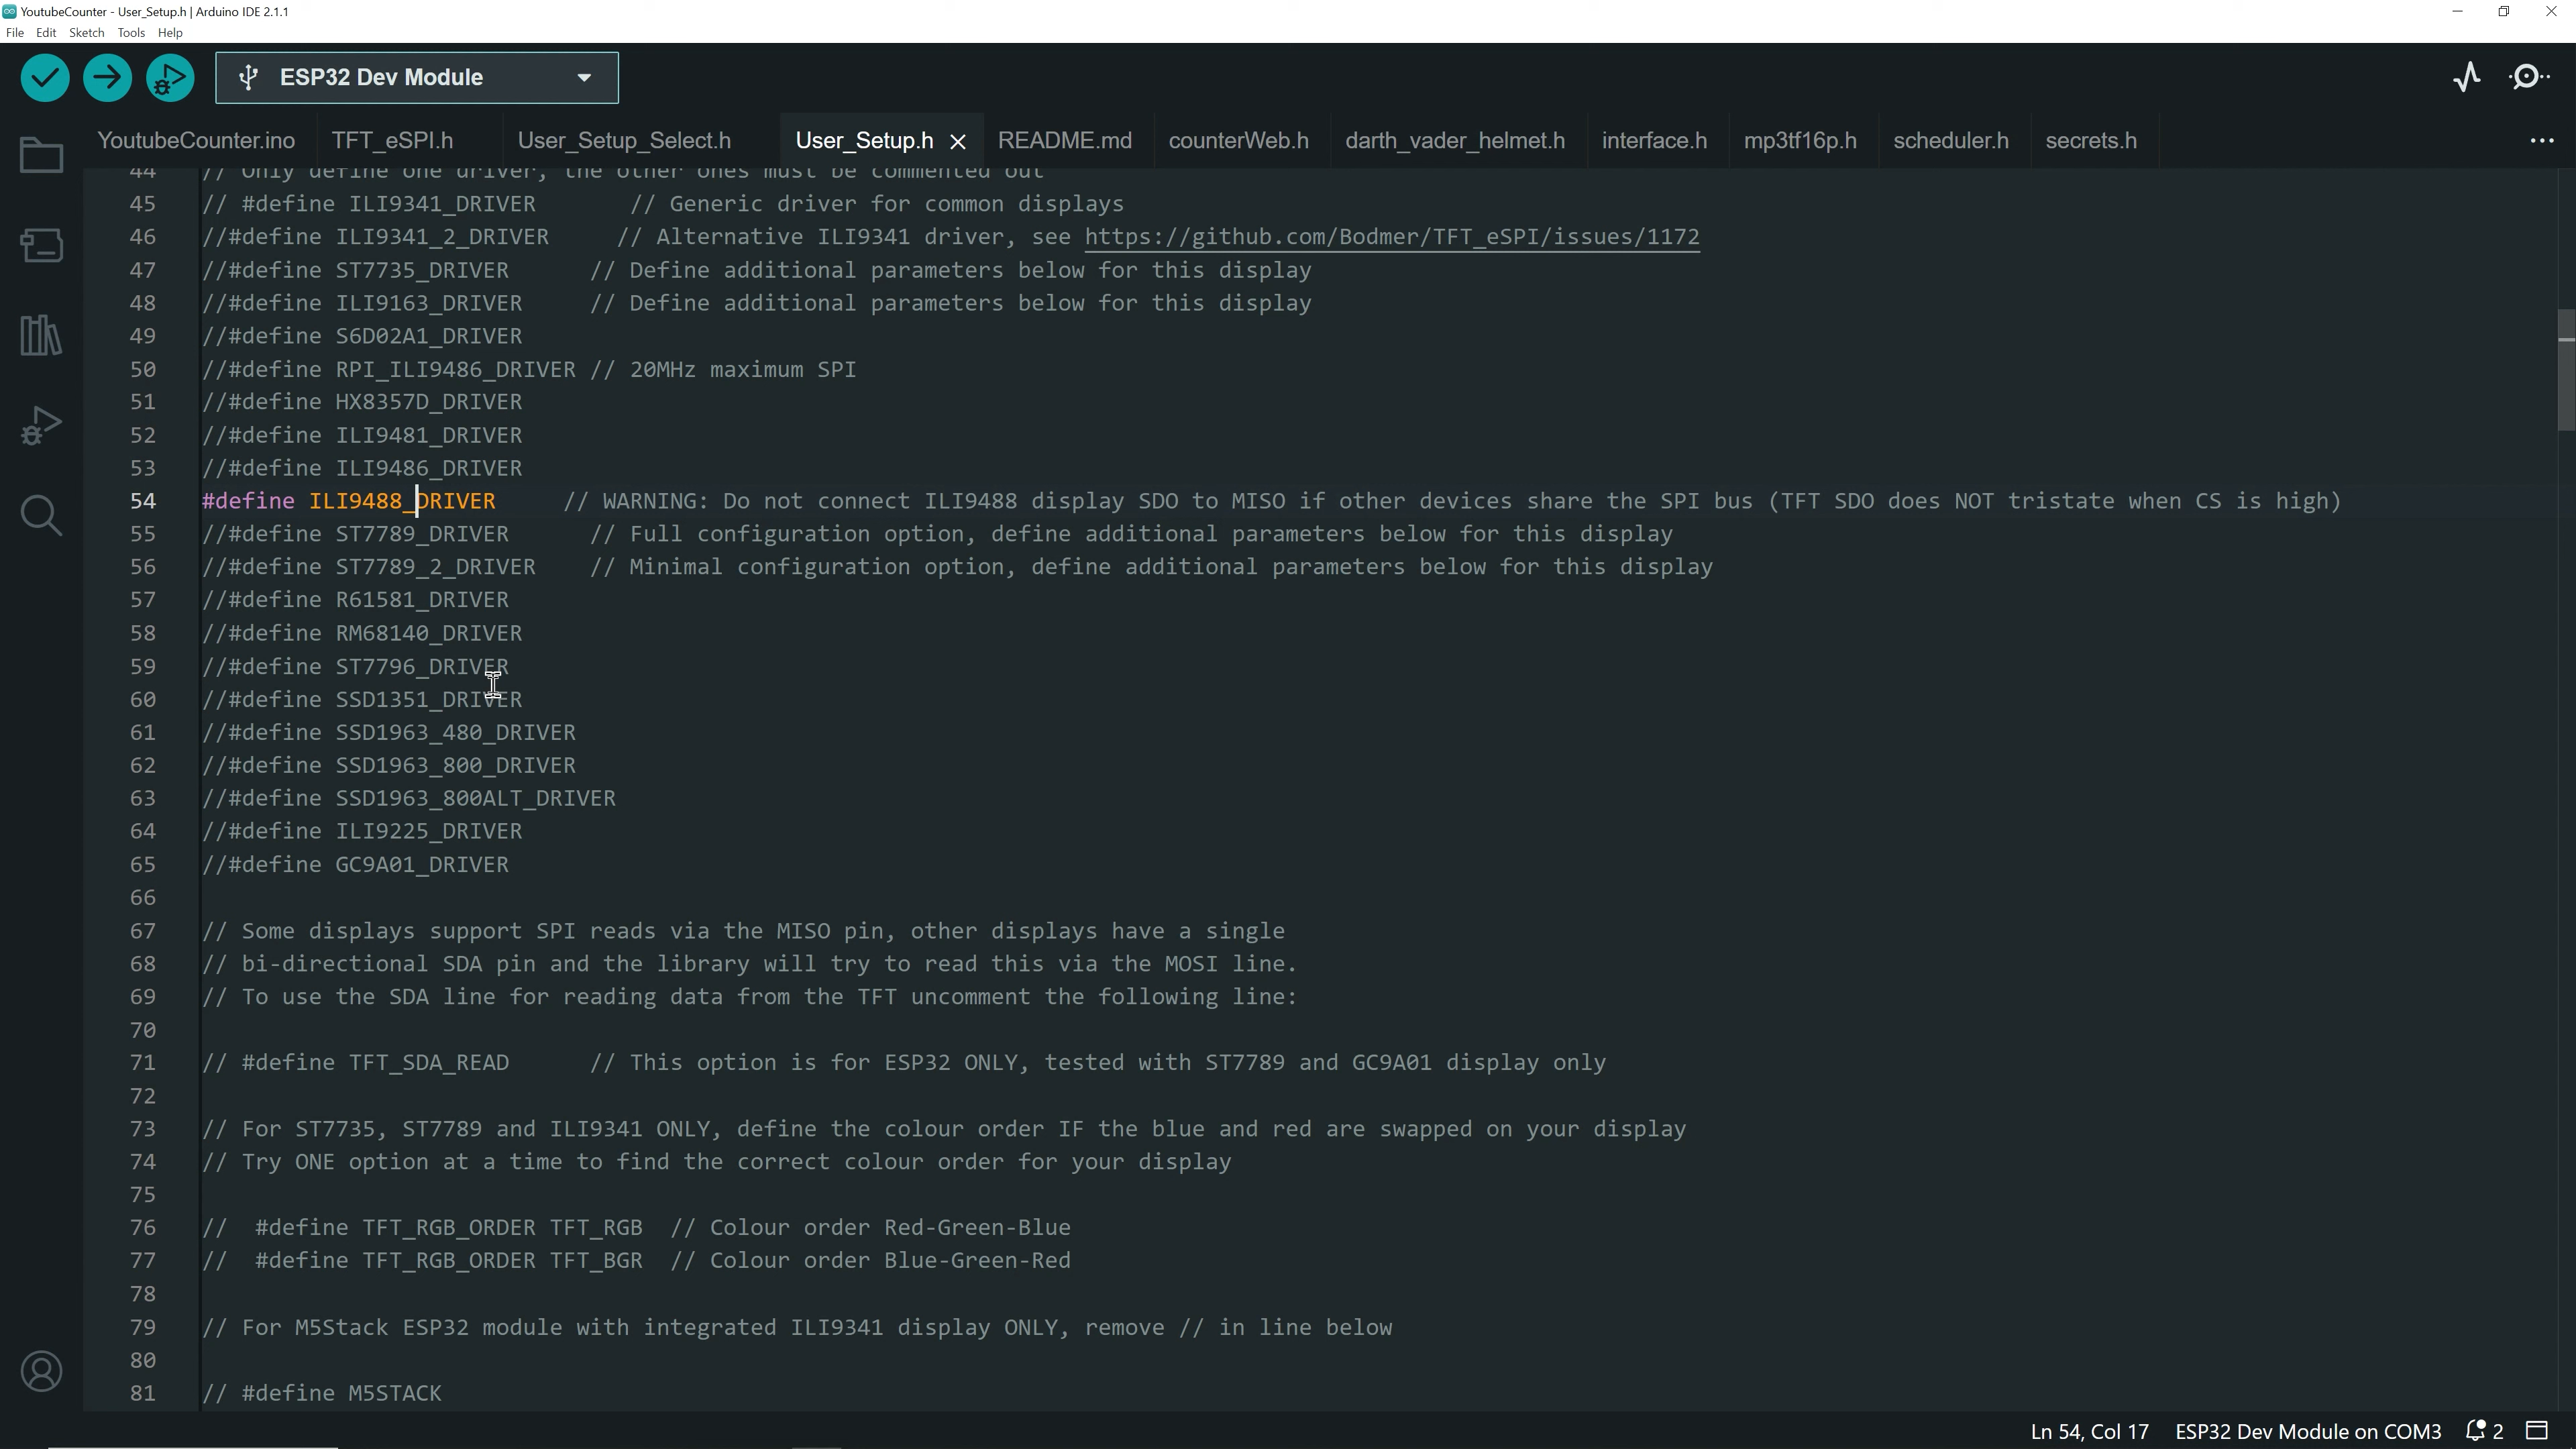 YoutubeCounter - User_Setup.h | Arduino IDE 2.1.1
File Edit Sketch Tools Help
ESP32 Dev Module
YoutubeCounter.ino TFT_eSPI.h User_Setup_Select.h User_Setup.h README.md counterWeb.h darth_vader_helmet.h interface.h mp3tf16p.h scheduler.h secrets.h
44 // Only define one driver, the other ones must be commented out
45 // #define ILI9341_DRIVER // Generic driver for common displays
46 //#define ILI9341_2_DRIVER // Alternative ILI9341 driver, see https://github.com/Bodmer/TFT_eSPI/issues/1172
47 //#define ST7735_DRIVER // Define additional parameters below for this display
48 //#define ILI9163_DRIVER // Define additional parameters below for this display
49 //#define S6D02A1_DRIVER
50 //#define RPI_ILI9486_DRIVER // 20MHz maximum SPI
51 //#define HX8357D_DRIVER
52 //#define ILI9481_DRIVER
53 //#define ILI9486_DRIVER
54 #define ILI9488_DRIVER // WARNING: Do not connect ILI9488 display SDO to MISO if other devices share the SPI bus (TFT SDO does NOT tristate when CS is high)
55 //#define ST7789_DRIVER // Full configuration option, define additional parameters below for this display
56 //#define ST7789_2_DRIVER // Minimal configuration option, define additional parameters below for this display
57 //#define R61581_DRIVER
58 //#define RM68140_DRIVER
59 //#define ST7796_DRIVER
60 //#define SSD1351_DRIVER
61 //#define SSD1963_480_DRIVER
62 //#define SSD1963_800_DRIVER
63 //#define SSD1963_800ALT_DRIVER
64 //#define ILI9225_DRIVER
65 //#define GC9A01_DRIVER
66
67 // Some displays support SPI reads via the MISO pin, other displays have a single
68 // bi-directional SDA pin and the library will try to read this via the MOSI line.
69 // To use the SDA line for reading data from the TFT uncomment the following line:
70
71 // #define TFT_SDA_READ // This option is for ESP32 ONLY, tested with ST7789 and GC9A01 display only
72
73 // For ST7735, ST7789 and ILI9341 ONLY, define the colour order IF the blue and red are swapped on your display
74 // Try ONE option at a time to find the correct colour order for your display
75
76 // #define TFT_RGB_ORDER TFT_RGB // Colour order Red-Green-Blue
77 // #define TFT_RGB_ORDER TFT_BGR // Colour order Blue-Green-Red
78
79 // For M5Stack ESP32 module with integrated ILI9341 display ONLY, remove // in line below
80
81 // #define M5STACK
Ln 54, Col 17 ESP32 Dev Module on COM3 2